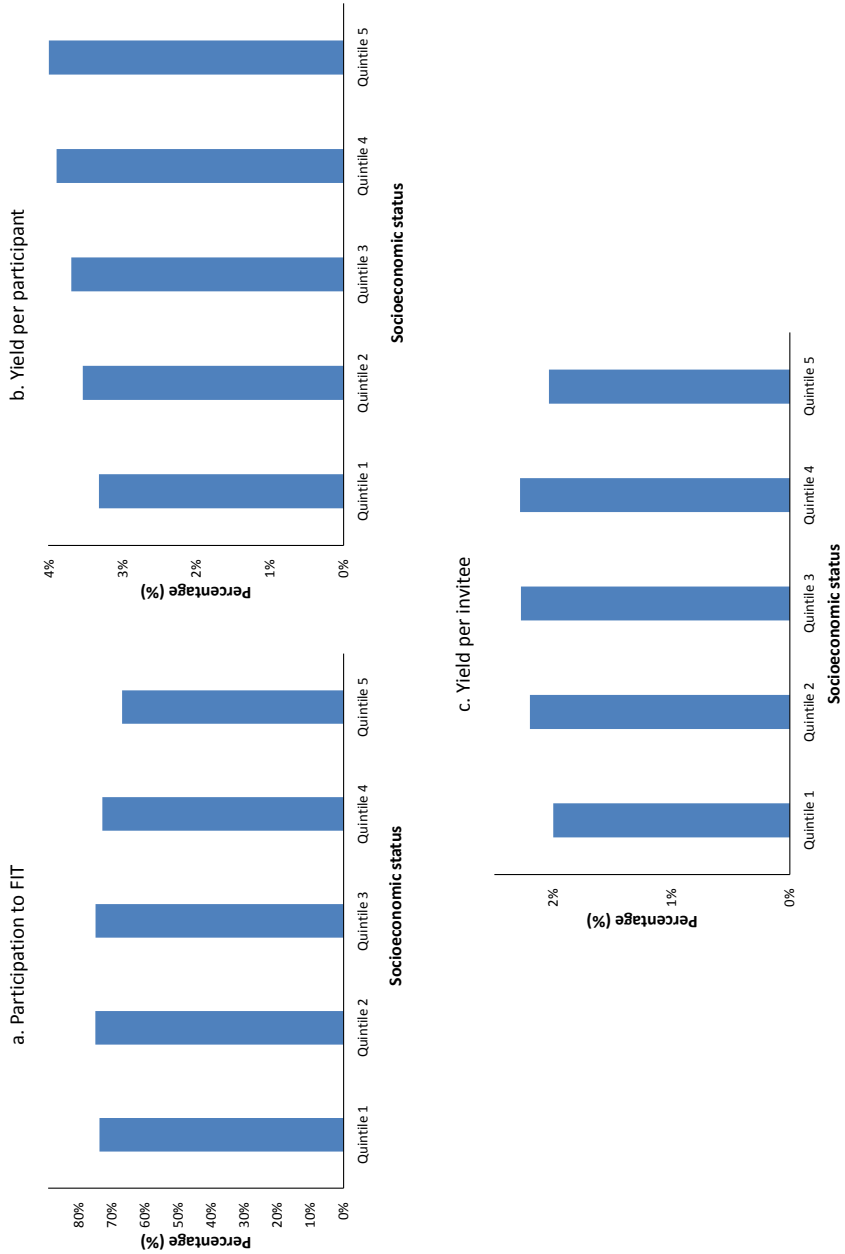 a. Participation to FIT
Percentage (%)
80%
70%
60%
50%
40%
30%
20%
10%
0%
Quintile 1
Quintile 2
Quintile 3
Quintile 4
Quintile 5
Socioeconomic status
b. Yield per participant
Percentage (%)
4%
3%
2%
1%
0%
Quintile 1
Quintile 2
Quintile 3
Quintile 4
Quintile 5
Socioeconomic status
c. Yield per invitee
Percentage (%)
2%
1%
0%
Quintile 1
Quintile 2
Quintile 3
Quintile 4
Quintile 5
Socioeconomic status